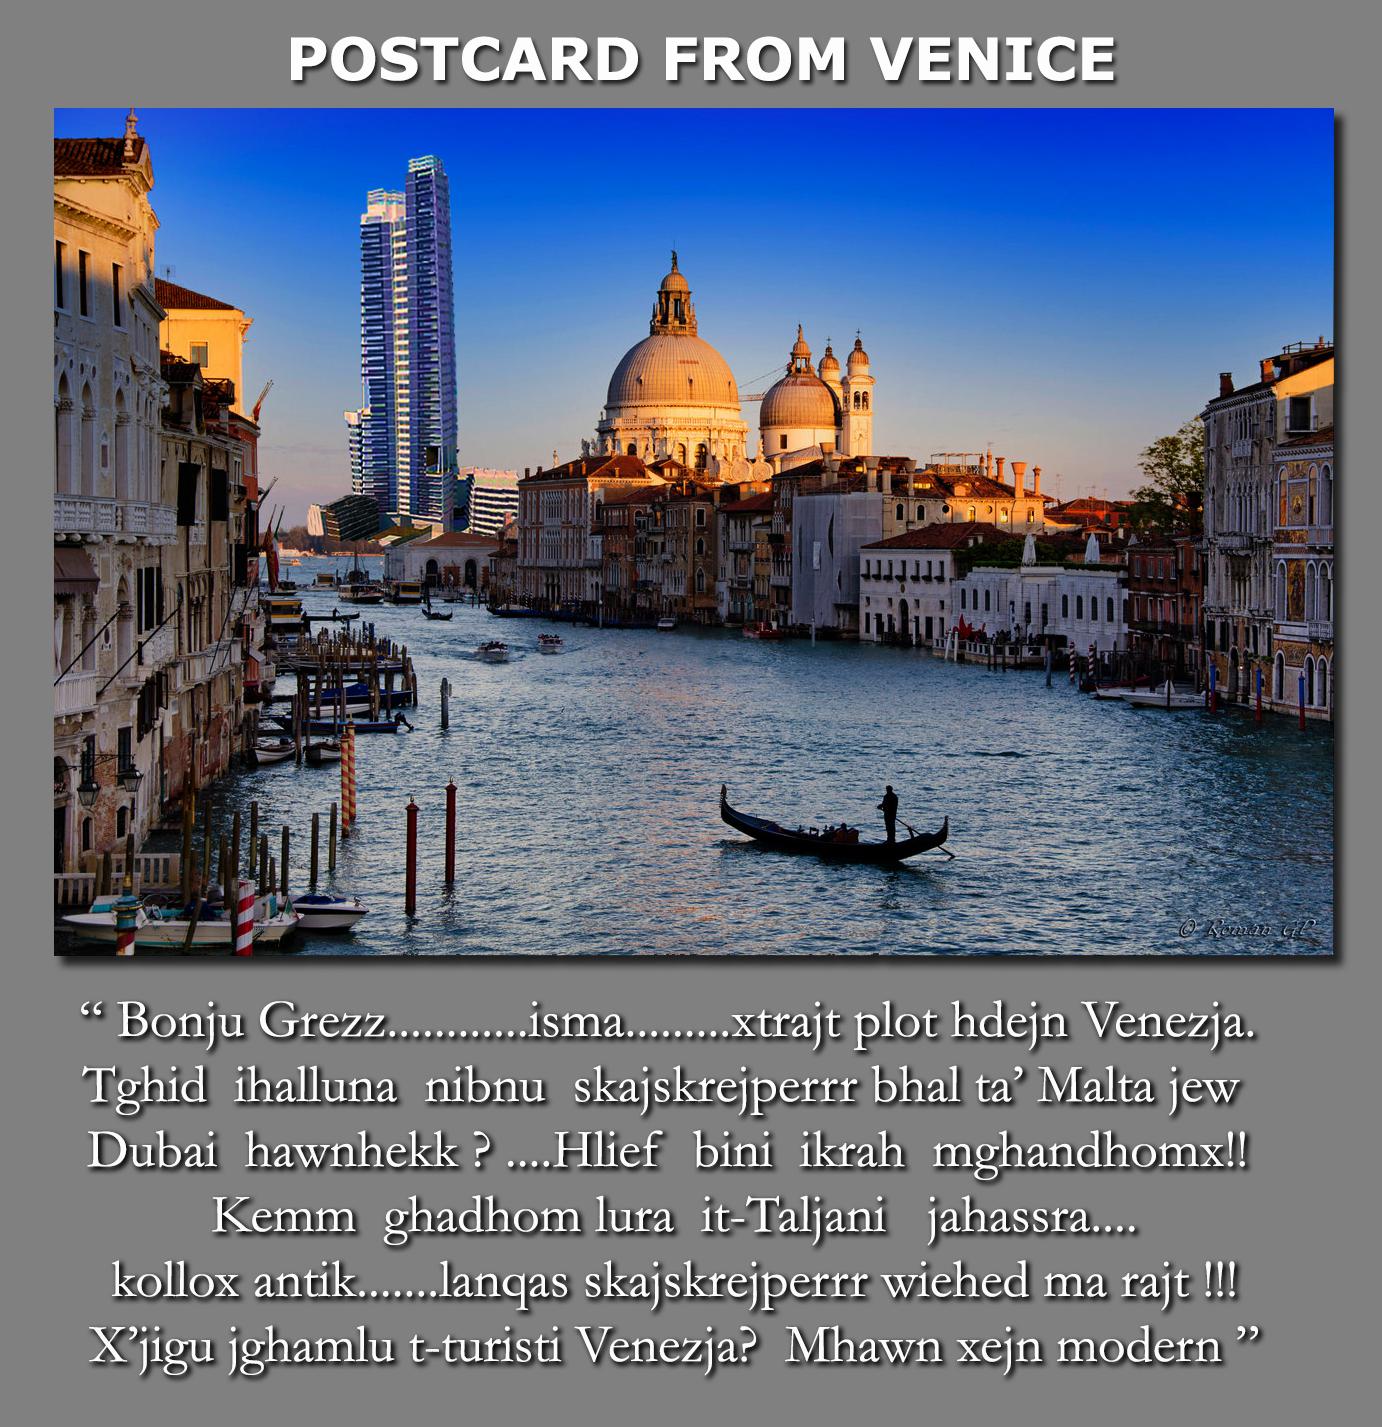 POSTCARD FROM VENICE
© Roman
“ Bonju Grezz............isma.........xtrajt plot hdejn Venezja.
Tghid ihalluna nibnu skajskrejperrr bhal ta’ Malta jew
Dubai hawnhekk ? ....Hlief bini ikrah mghandhomx!!
Kemm ghadhom lura it-Taljani jahassra....
kollox antik.......lanqas skajskrejperrr wiehed ma rajt !!!
X’jigu jghamlu t-turisti Venezja? Mhawn xejn modern ”